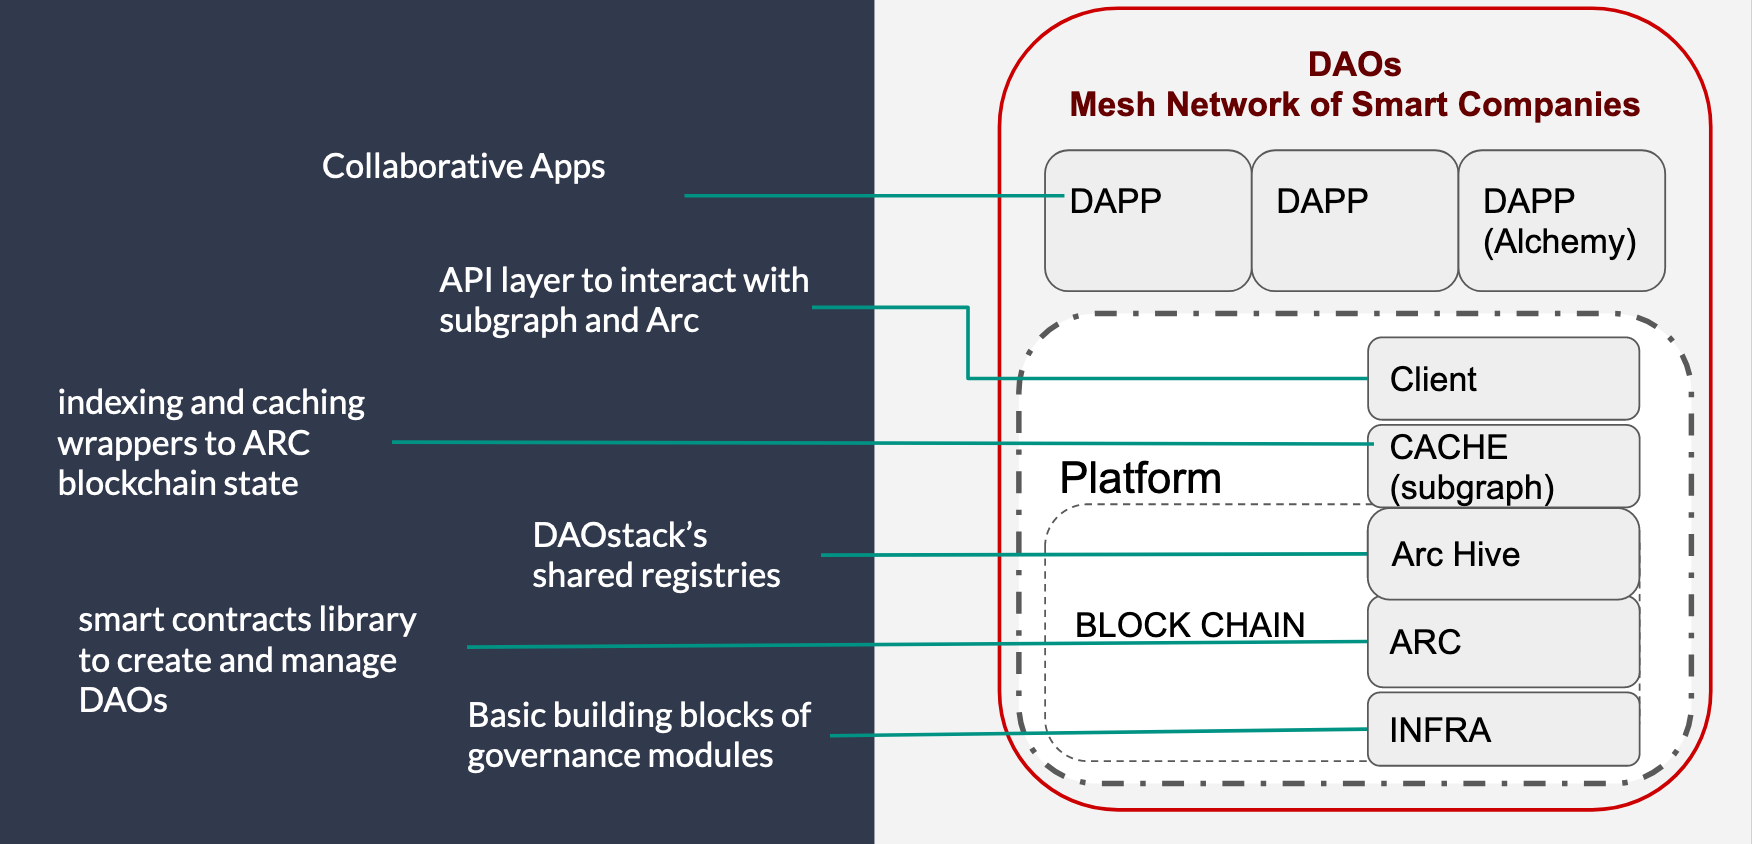 DAOs
Mesh Network of Smart Companies
Collaborative Apps
DAPP
DAPP
DAPP
(Alchemy)
API layer to interact with
subgraph and Arc
Client
indexing and caching
wrappers to ARC
blockchain state
CACHE
(subgraph)
Platform
DAOstack’s
shared registries
Arc Hive
smart contracts library
to create and manage
DAOs
BLOCK CHAIN
ARC
Basic building blocks of
governance modules
INFRA